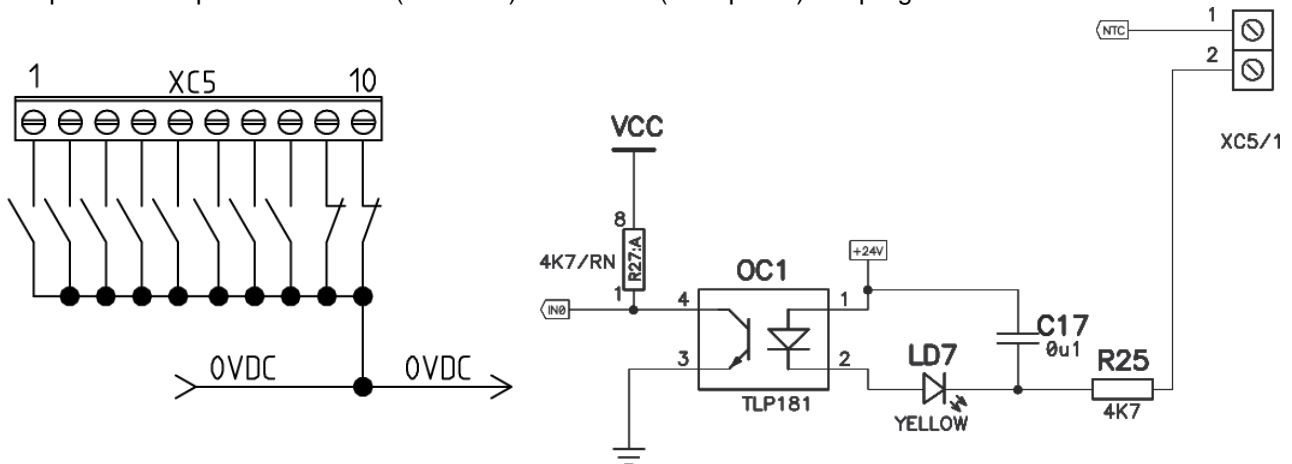 1 XC5 10
0VDC 0VDC
VCC
8
4K7/RN
R27:A
1
IN0
4
3
OC1
1
2
TLP181
+24V
LD7
YELLOW
C17
0u1
R25
4K7
NTC
1
2
XC5/1